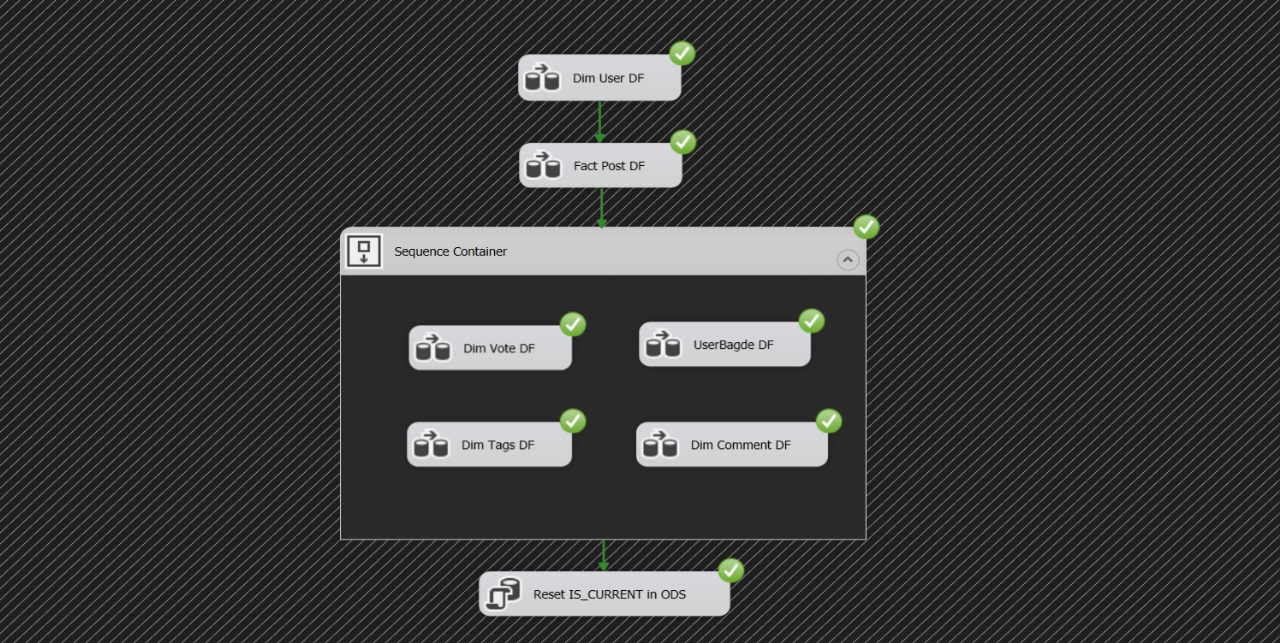 Dim User DF
Fact Post DF
Sequence Container
Dim Vote DF
UserBagde DF
Dim Tags DF
Dim Comment DF
Reset IS_CURRENT in ODS